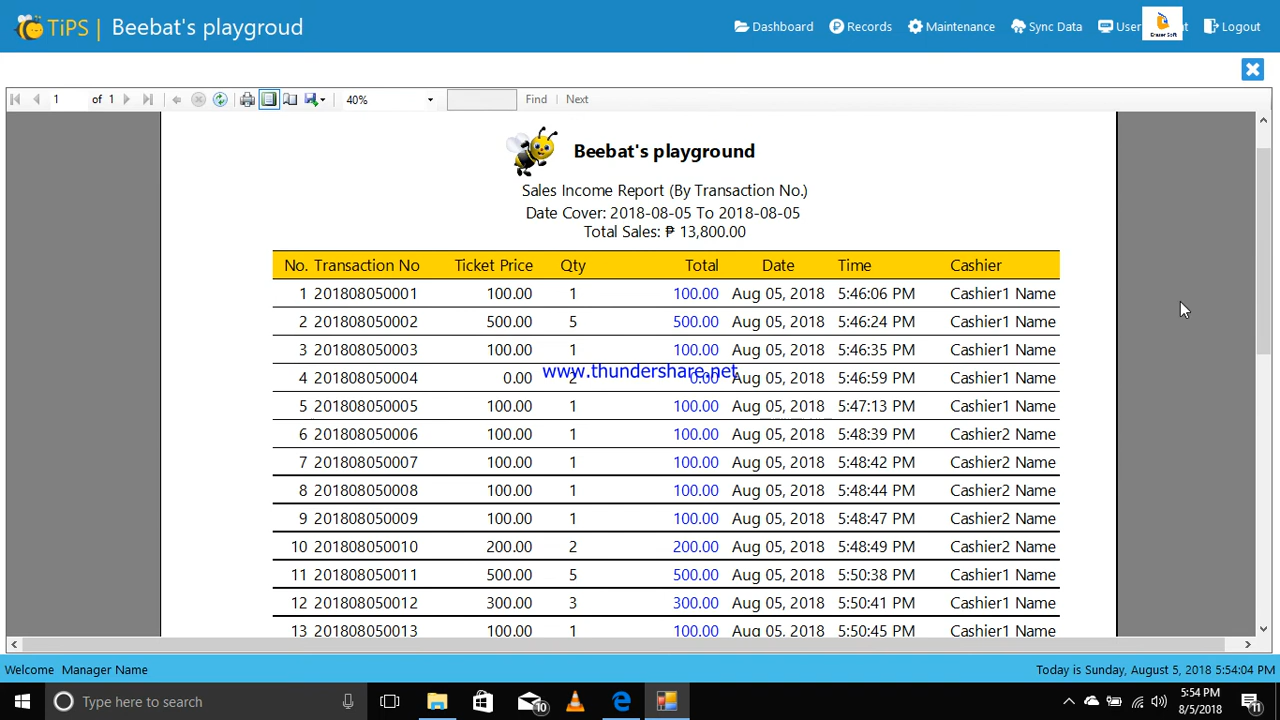 TiPS | Beebat's playgroud
Dashboard Records Maintenance Sync Data User Logout
Eraser Soft
1 of 1 40% Find Next
Beebat's playground
Sales Income Report (By Transaction No.)
Date Cover: 2018-08-05 To 2018-08-05
Total Sales: ₱ 13,800.00
No. Transaction No Ticket Price Qty Total Date Time Cashier
1 201808050001 100.00 1 100.00 Aug 05, 2018 5:46:06 PM Cashier1 Name
2 201808050002 500.00 5 500.00 Aug 05, 2018 5:46:24 PM Cashier1 Name
3 201808050003 100.00 1 100.00 Aug 05, 2018 5:46:35 PM Cashier1 Name
www.thundershare.net
4 201808050004 0.00 2 0.00 Aug 05, 2018 5:46:59 PM Cashier1 Name
5 201808050005 100.00 1 100.00 Aug 05, 2018 5:47:13 PM Cashier1 Name
6 201808050006 100.00 1 100.00 Aug 05, 2018 5:48:39 PM Cashier2 Name
7 201808050007 100.00 1 100.00 Aug 05, 2018 5:48:42 PM Cashier2 Name
8 201808050008 100.00 1 100.00 Aug 05, 2018 5:48:44 PM Cashier2 Name
9 201808050009 100.00 1 100.00 Aug 05, 2018 5:48:47 PM Cashier2 Name
10 201808050010 200.00 2 200.00 Aug 05, 2018 5:48:49 PM Cashier2 Name
11 201808050011 500.00 5 500.00 Aug 05, 2018 5:50:38 PM Cashier1 Name
12 201808050012 300.00 3 300.00 Aug 05, 2018 5:50:41 PM Cashier1 Name
13 201808050013 100.00 1 100.00 Aug 05, 2018 5:50:45 PM Cashier1 Name
Welcome Manager Name Today is Sunday, August 5, 2018 5:54:04 PM
Type here to search 10 5:54 PM
8/5/2018 11